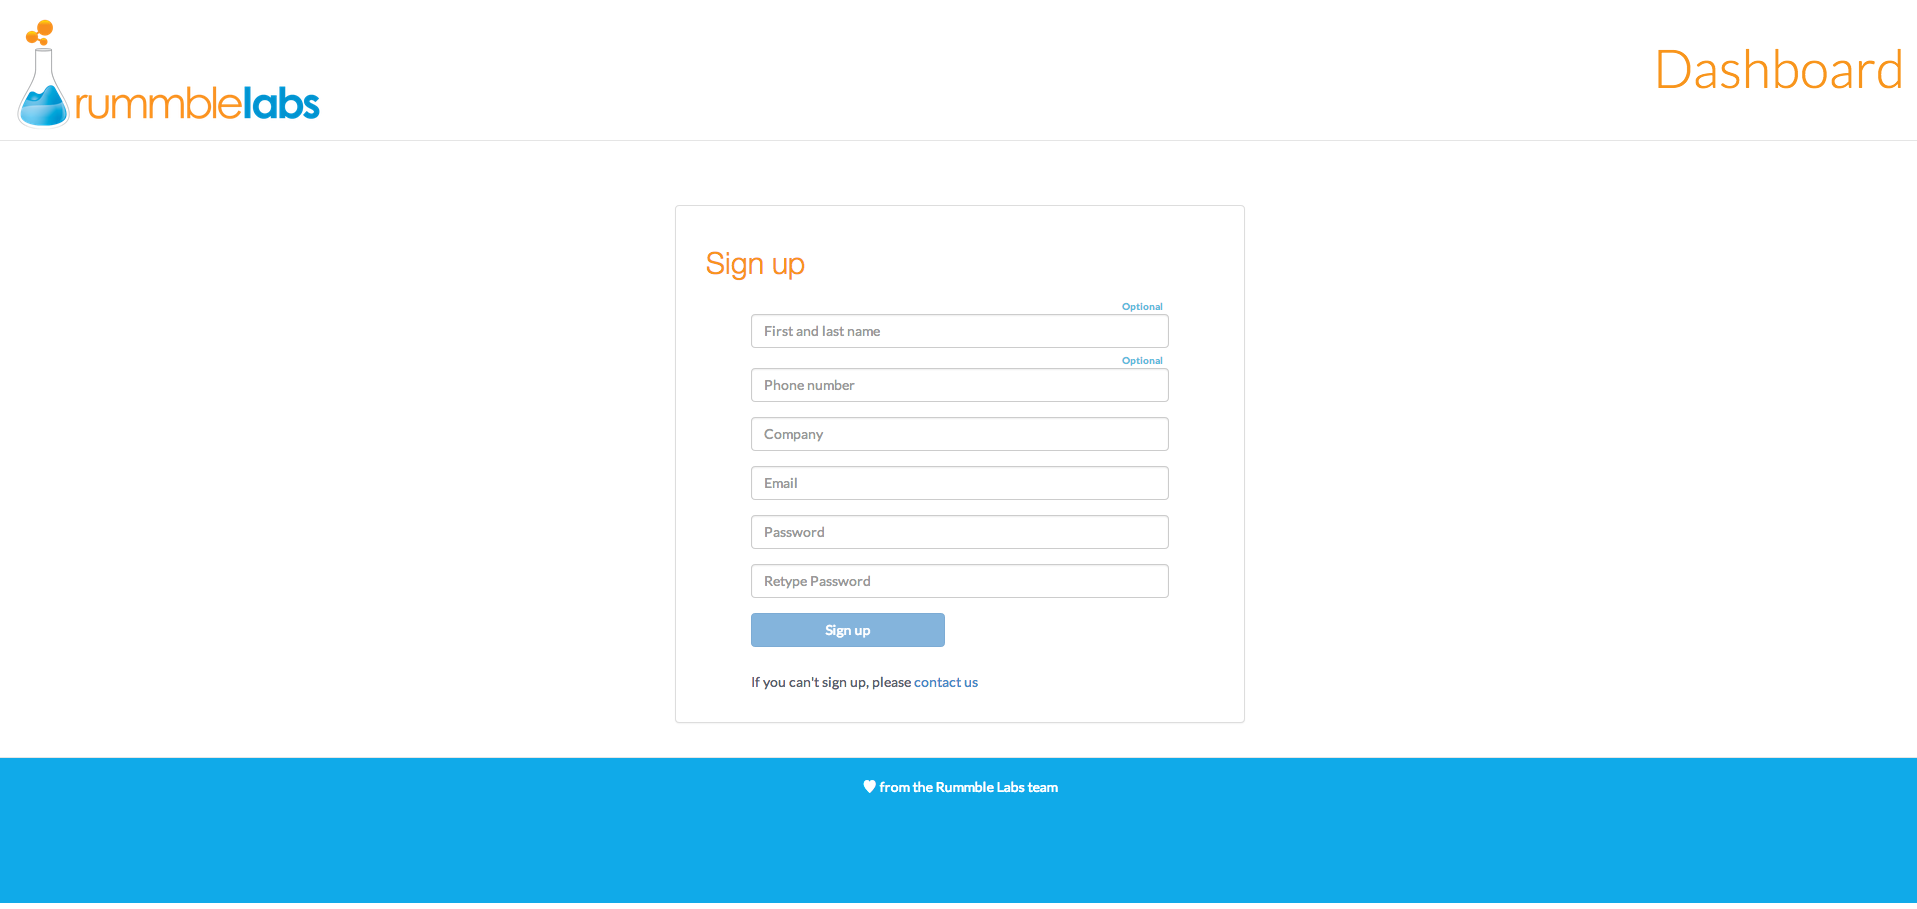 rummblelabs
Dashboard
Sign up
Optional
First and last name
Optional
Phone number
Company
Email
Password
Retype Password
Sign up
If you can't sign up, please contact us
♥ from the Rummble Labs team